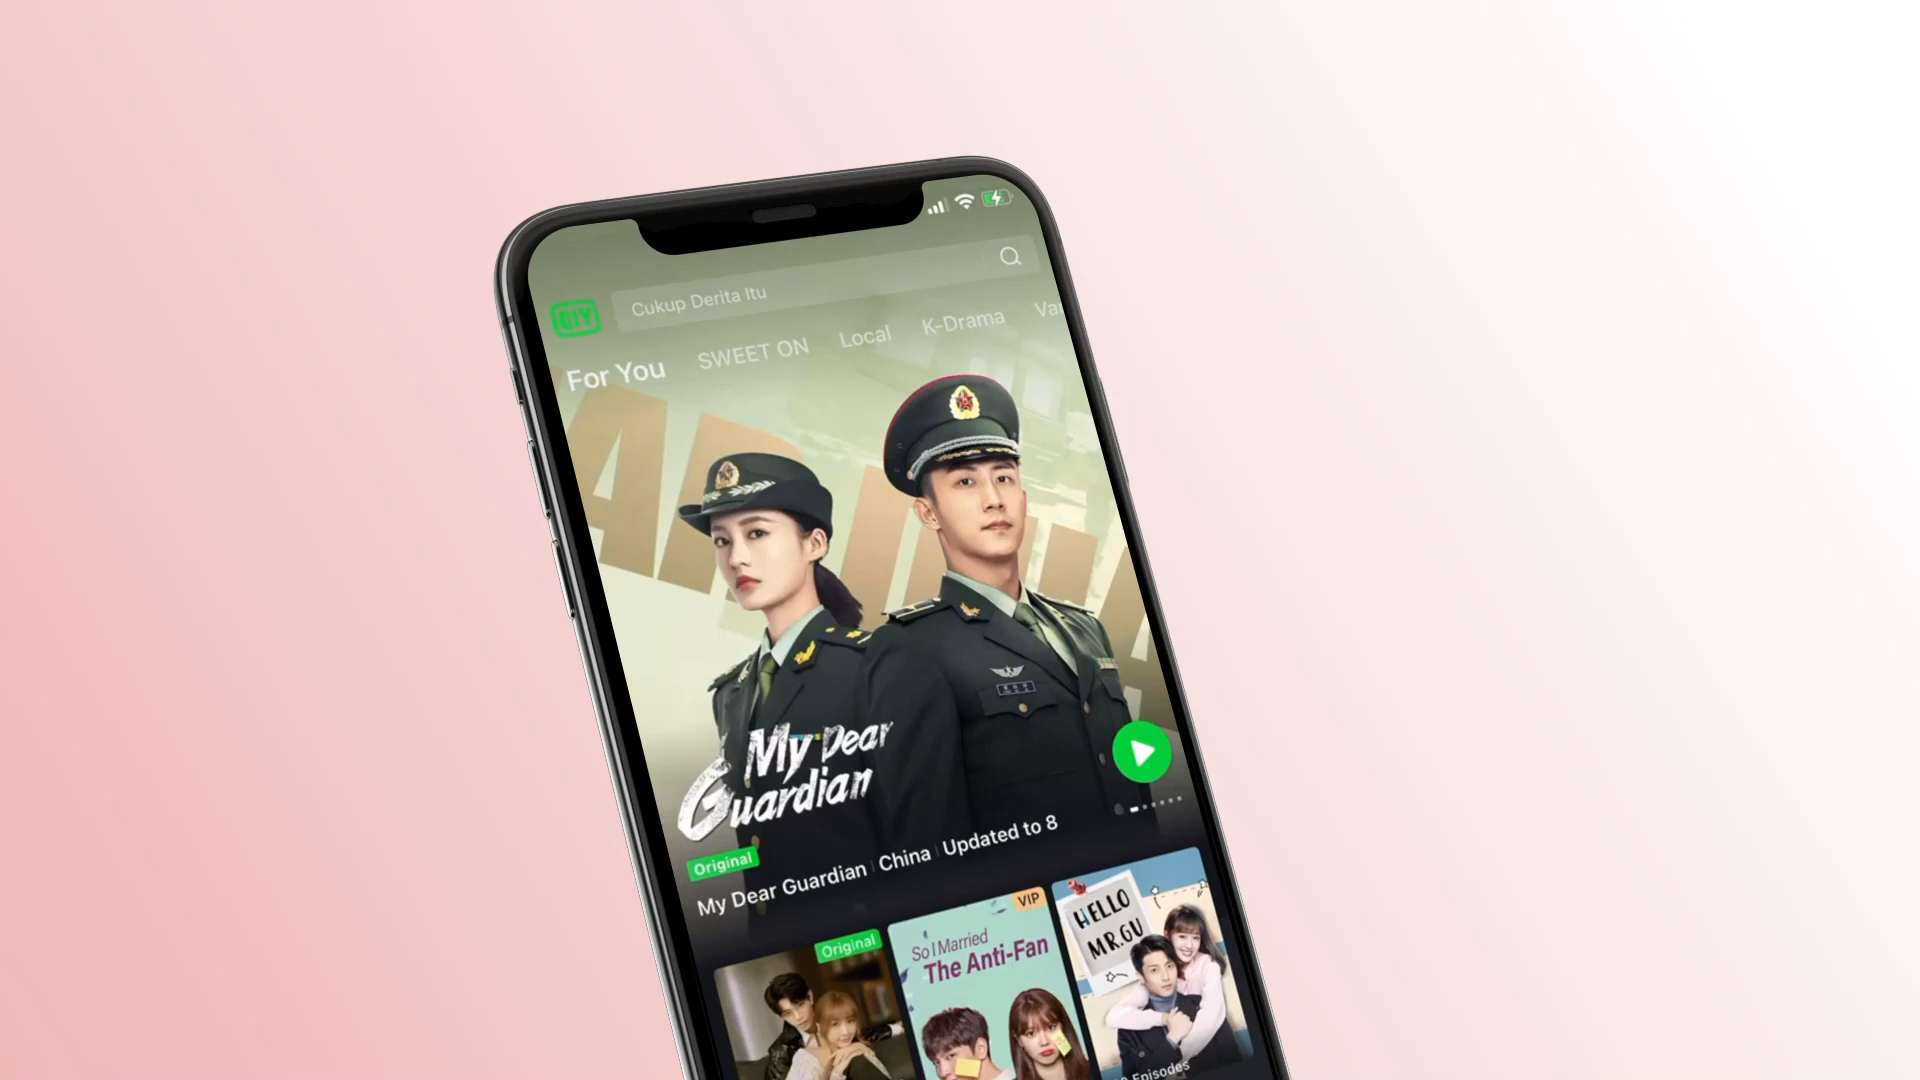 QIY
Cukup Derita Itu
For You
SWEET ON
Local
K-Drama
My Dear
Guardian
Original
My Dear Guardian | China | Updated to 8
Original
VIP
So I Married
The Anti-Fan
HELLO
MR.GU
Episodes